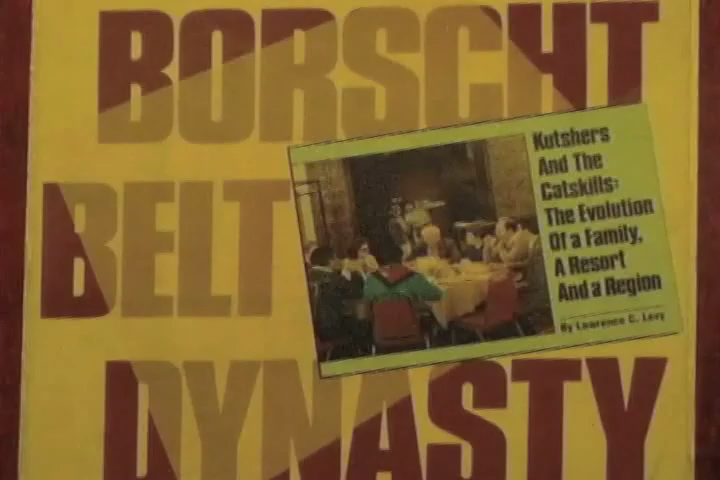 BORSCHT
BELT
DYNASTY
Kutshers
And The
Catskills:
The Evolution
Of a Family,
A Resort
And a Region
By Lawrence C. Levy